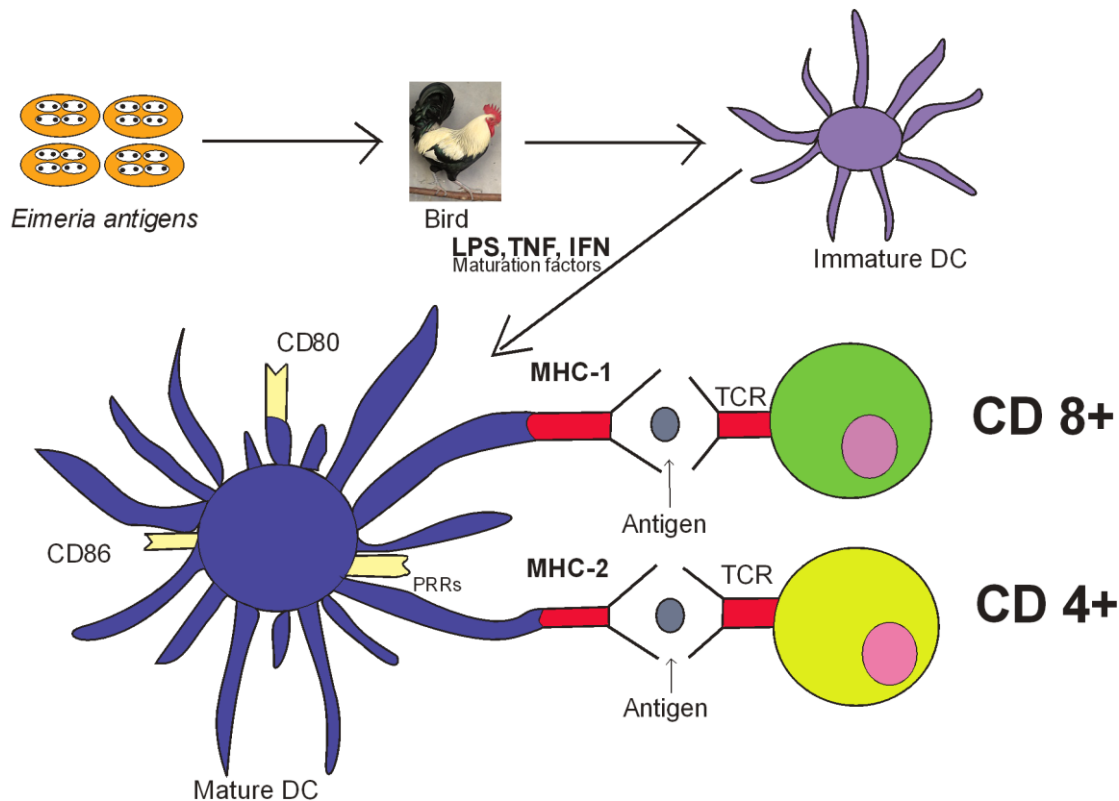 Eimeria antigens
Bird
LPS,TNF, IFN
Maturation factors
Immature DC
CD80
MHC-1
TCR
CD 8+
Antigen
CD86
PRRs
MHC-2
TCR
CD 4+
Antigen
Mature DC